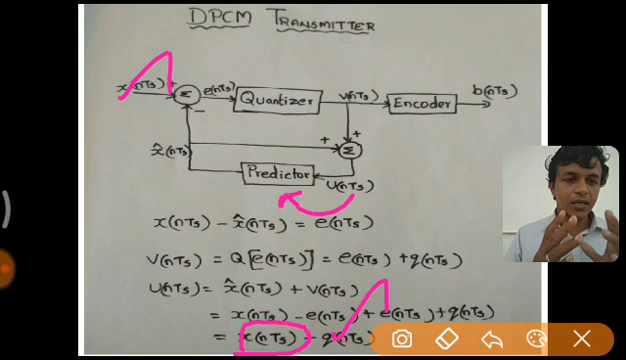 DPCM TRANSMITTER
x(nTs) + Σ e(nTs) Quantizer v(nTs) Encoder b(nTs)
−
+
x̂(nTs) + Σ
Predictor u(nTs)
x(nTs) - x̂(nTs) = e(nTs)
v(nTs) = Q[e(nTs)] = e(nTs) + q(nTs)
u(nTs) = x̂(nTs) + v(nTs)
= x(nTs) - e(nTs) + e(nTs) + q(nTs)
= x(nTs) - q(nTs)